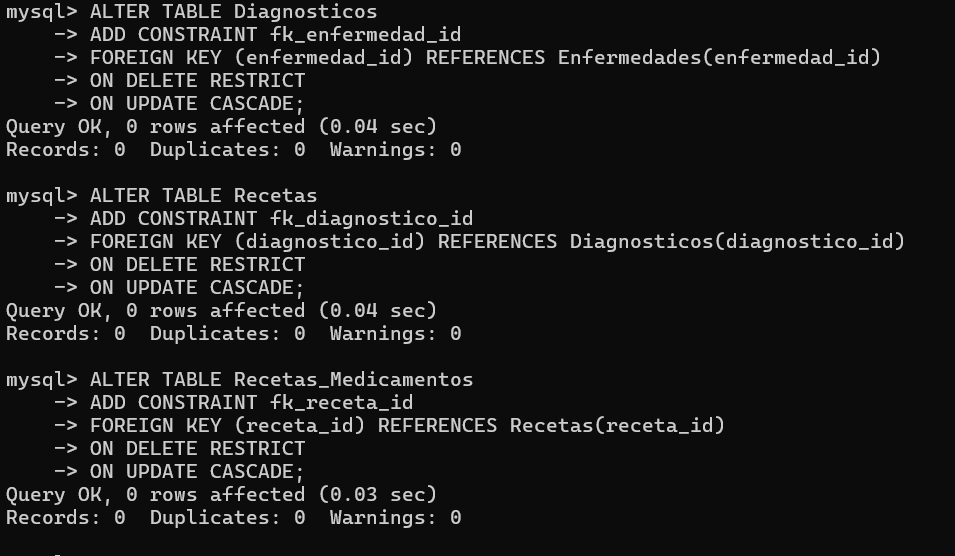 mysql> ALTER TABLE Diagnosticos
    -> ADD CONSTRAINT fk_enfermedad_id
    -> FOREIGN KEY (enfermedad_id) REFERENCES Enfermedades(enfermedad_id)
    -> ON DELETE RESTRICT
    -> ON UPDATE CASCADE;
Query OK, 0 rows affected (0.04 sec)
Records: 0  Duplicates: 0  Warnings: 0

mysql> ALTER TABLE Recetas
    -> ADD CONSTRAINT fk_diagnostico_id
    -> FOREIGN KEY (diagnostico_id) REFERENCES Diagnosticos(diagnostico_id)
    -> ON DELETE RESTRICT
    -> ON UPDATE CASCADE;
Query OK, 0 rows affected (0.04 sec)
Records: 0  Duplicates: 0  Warnings: 0

mysql> ALTER TABLE Recetas_Medicamentos
    -> ADD CONSTRAINT fk_receta_id
    -> FOREIGN KEY (receta_id) REFERENCES Recetas(receta_id)
    -> ON DELETE RESTRICT
    -> ON UPDATE CASCADE;
Query OK, 0 rows affected (0.03 sec)
Records: 0  Duplicates: 0  Warnings: 0